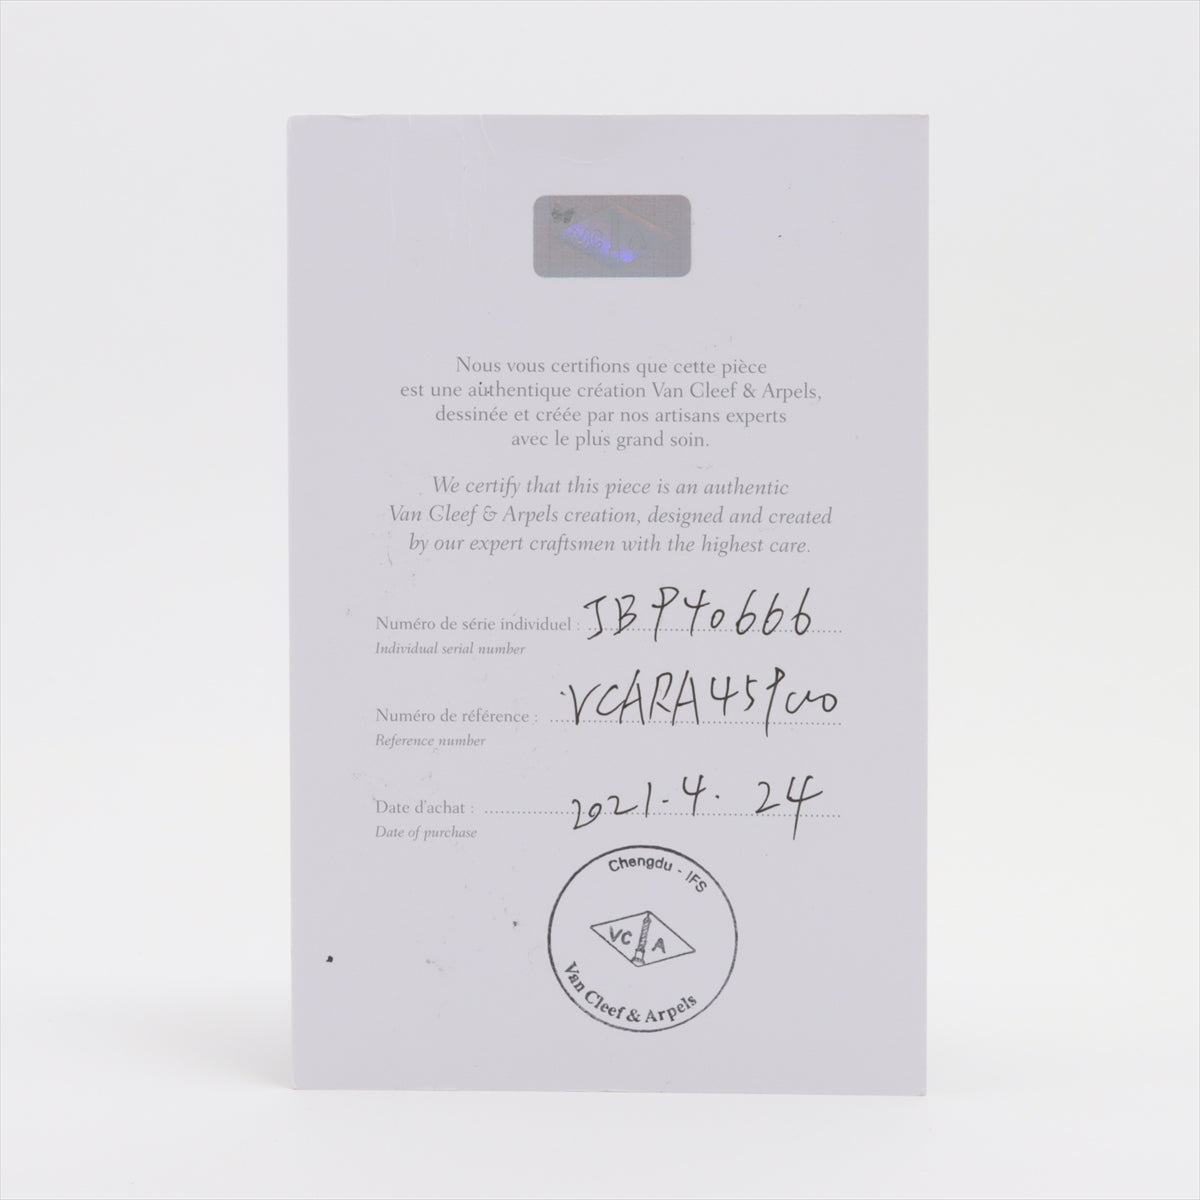 Nous vous certifions que cette pièce
est une authentique création Van Cleef & Arpels,
dessinée et créée par nos artisans experts
avec le plus grand soin.
We certify that this piece is an authentic
Van Cleef & Arpels creation, designed and created
by our expert craftsmen with the highest care.
Numéro de série individuel : JBP40666
Individual serial number
Numéro de référence : VCARA45900
Reference number
Date d'achat : 2021.4.24
Date of purchase
Chengdu - IFS
VC A
Van Cleef & Arpels